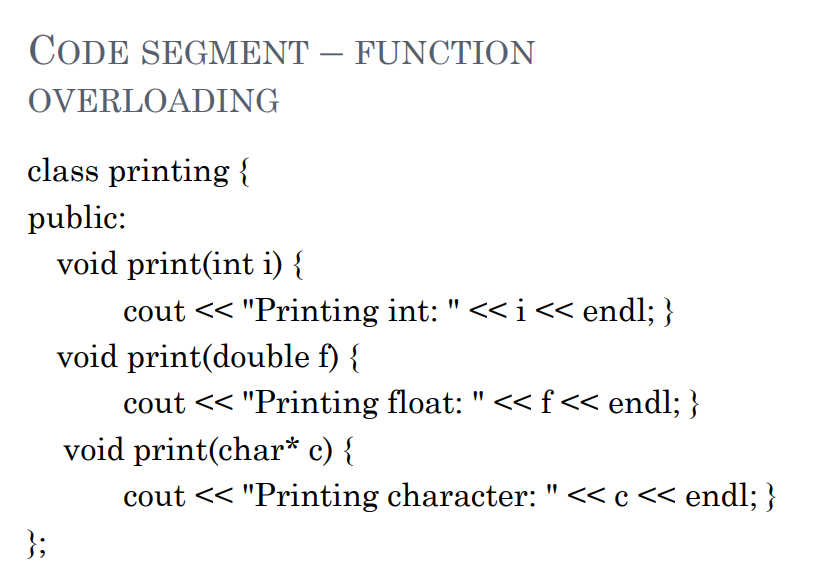 CODE SEGMENT – FUNCTION
OVERLOADING
class printing {
public:
void print(int i) {
cout << "Printing int: " << i << endl; }
void print(double f) {
cout << "Printing float: " << f << endl; }
void print(char* c) {
cout << "Printing character: " << c << endl; }
};